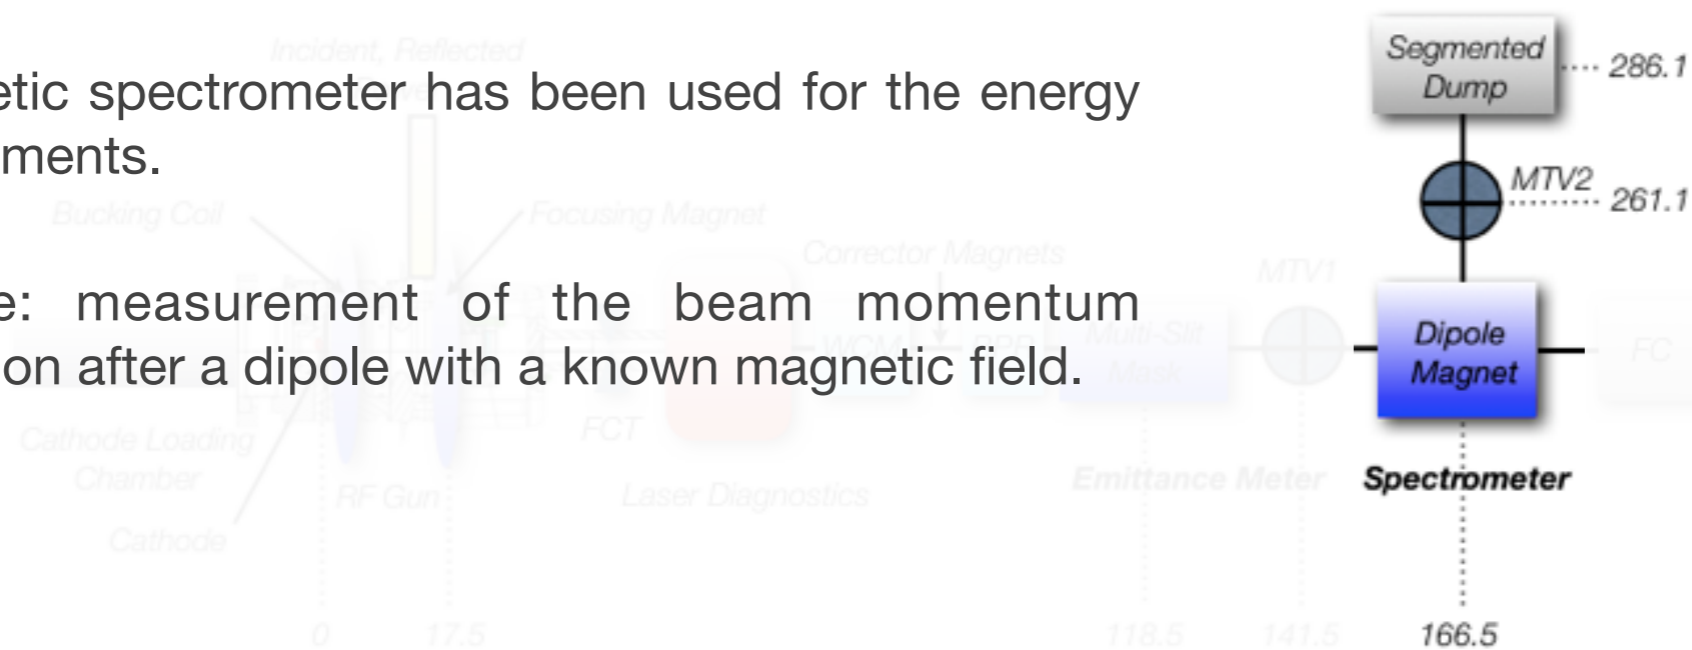 Incident, Reflected
etic spectrometer has been used for the energy
ments.
e: measurement of the beam momentum
on after a dipole with a known magnetic field.
Bucking Coil
Focusing Magnet
Corrector Magnets
MTV1
WCM
Multi-Slit
Mask
FC
FCT
Cathode Loading
Chamber
RF Gun
Laser Diagnostics
Emittance Meter
Cathode
0
17.5
118.5
141.5
Segmented
Dump
286.1
MTV2
261.1
Dipole
Magnet
Spectrometer
166.5